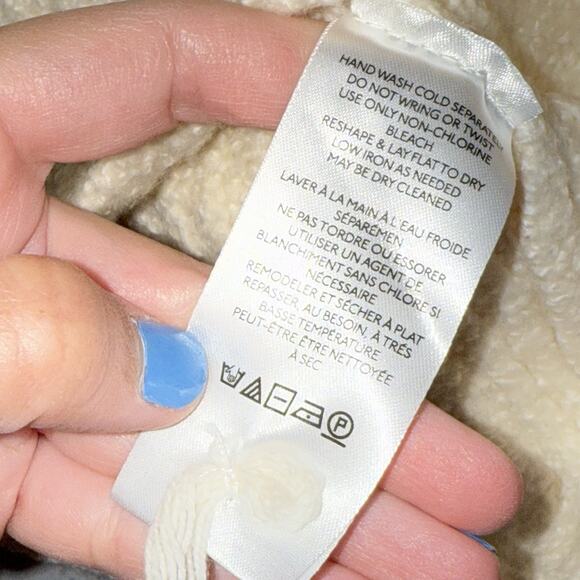 HAND WASH COLD SEPARATELY
DO NOT WRING OR TWIST
USE ONLY NON-CHLORINE
BLEACH
RESHAPE & LAY FLAT TO DRY
LOW IRON AS NEEDED
MAY BE DRY CLEANED
LAVER À LA MAIN À L'EAU FROIDE
SÉPARÉMEN
NE PAS TORDRE OU ESSORER
UTILISER UN AGENT DE
BLANCHIMENT SANS CHLORE SI
NÉCESSAIRE
REMODELER ET SÉCHER À PLAT
REPASSER, AU BESOIN, À TRÉS
BASSE TEMPÉRATURE
PEUT-ÉTRE ÉTRE NETTOYÉE
À SEC
P